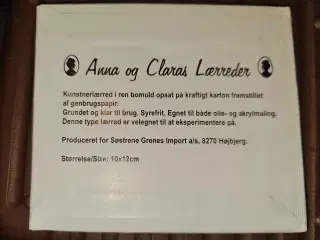 Anna og Claras Lærreder
Kunstnerlærred i ren bomuld opsat på kraftigt karton fremstillet
af genbrugspapir.
Grundet og klar til brug. Syrefrit. Egnet til både olie- og akrylmaling.
Denne type lærred er velegnet til at eksperimentere på.
Produceret for Søstrene Grenes Import a/s, 8270 Højbjerg.
Størrelse/Size: 10x12cm